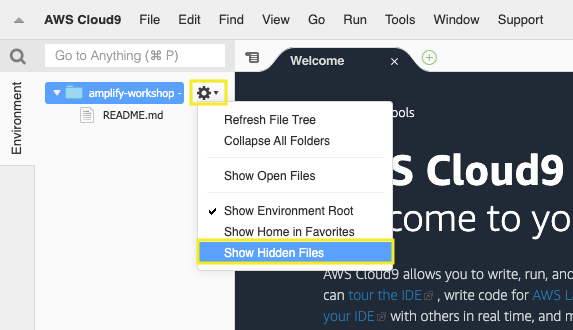 AWS Cloud9 File Edit Find View Go Run Tools Window Support
Go to Anything (⌘ P)
Welcome
Environment
amplify-workshop -
README.md
Refresh File Tree
Collapse All Folders
Show Open Files
Show Environment Root
Show Home in Favorites
Show Hidden Files
ols
S Cloud9
come to yo
AWS Cloud9 allows you to write, run, and
can tour the IDE , write code for AWS La
your IDE with others in real time, and m